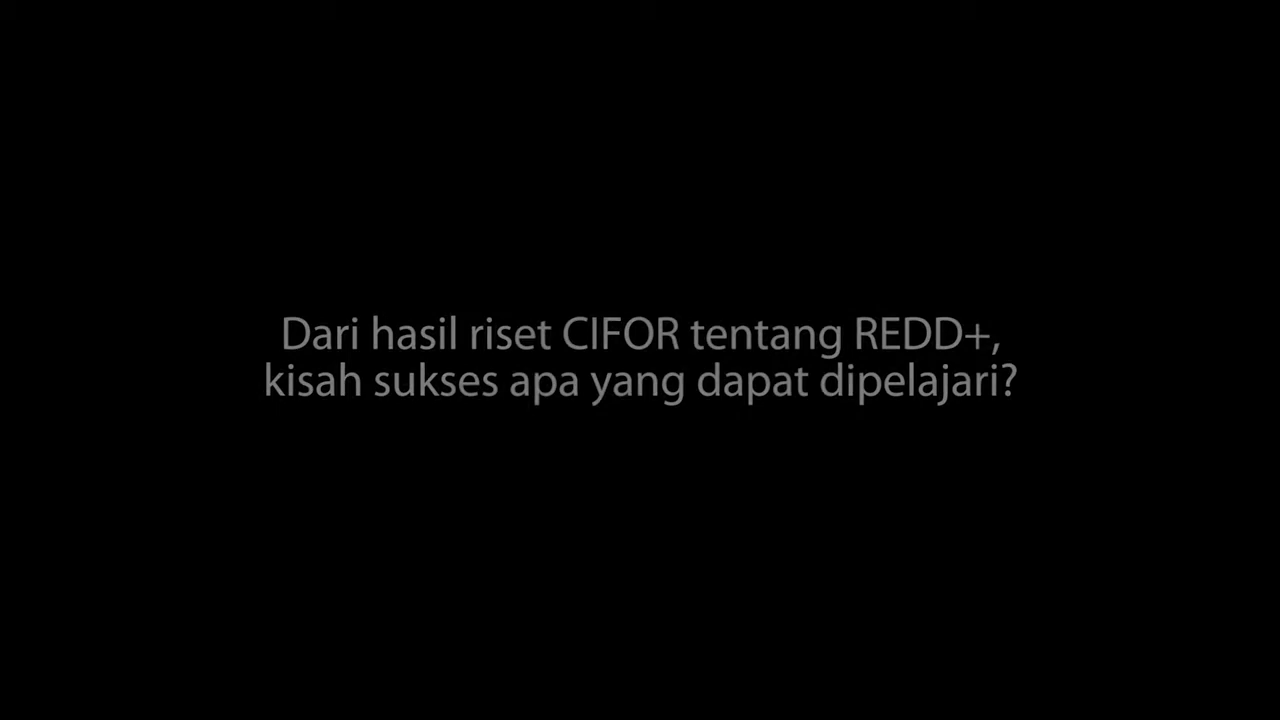 Dari hasil riset CIFOR tentang REDD+,
kisah sukses apa yang dapat dipelajari?